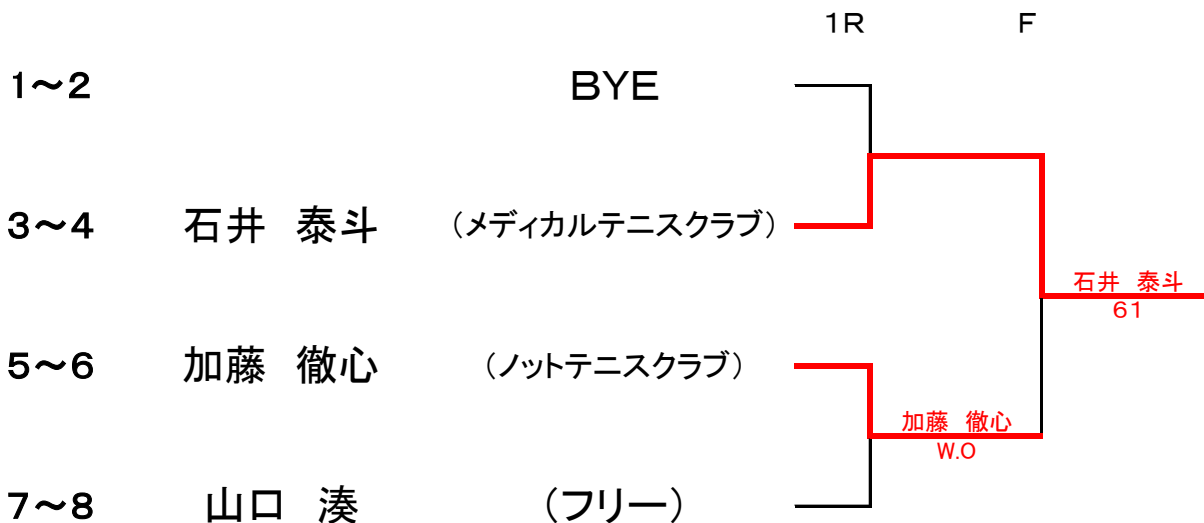 1R F
1～2 BYE
3～4 石井 泰斗 (メディカルテニスクラブ)
石井 泰斗
61
5～6 加藤 徹心 (ノットテニスクラブ)
加藤 徹心
W.O
7～8 山口 湊 (フリー)